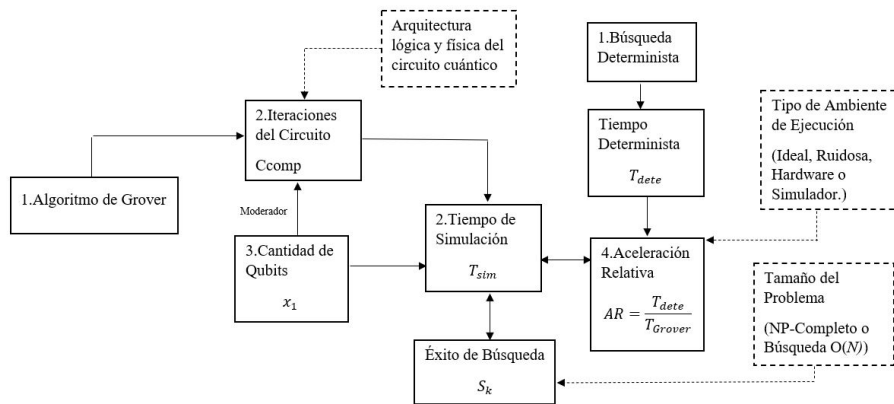 Arquitectura
lógica y física del
circuito cuántico
1.Búsqueda
Determinista
2.Iteraciones
del Circuito
Ccomp
Tiempo
Determinista
T_dete
Tipo de Ambiente
de Ejecución
(Ideal, Ruidosa,
Hardware o
Simulador.)
1.Algoritmo de Grover
Moderador
3.Cantidad de
Qubits
x_1
2.Tiempo de
Simulación
T_sim
4.Aceleración
Relativa
AR = T_dete / T_Grover
Tamaño del
Problema
(NP-Completo o
Búsqueda O(N))
Éxito de Búsqueda
S_k